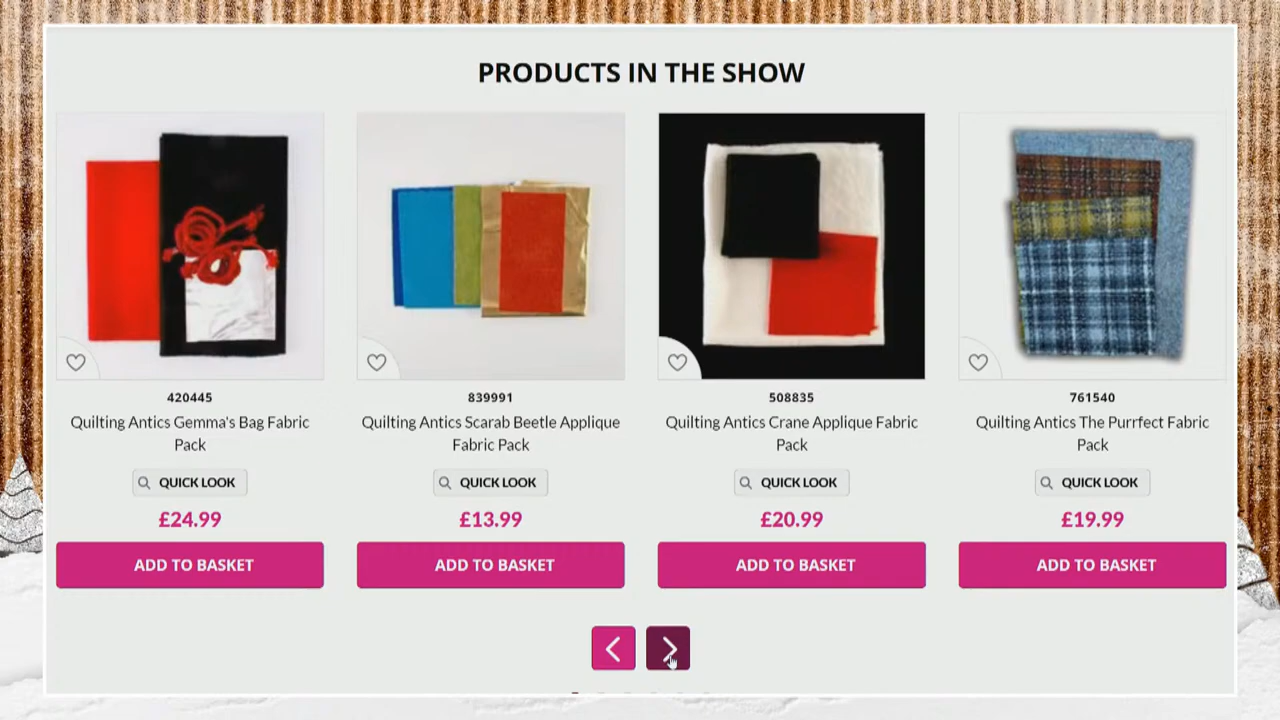 PRODUCTS IN THE SHOW
420445
Quilting Antics Gemma's Bag Fabric
Pack
QUICK LOOK
£24.99
ADD TO BASKET
839991
Quilting Antics Scarab Beetle Applique
Fabric Pack
QUICK LOOK
£13.99
ADD TO BASKET
508835
Quilting Antics Crane Applique Fabric
Pack
QUICK LOOK
£20.99
ADD TO BASKET
761540
Quilting Antics The Purrfect Fabric
Pack
QUICK LOOK
£19.99
ADD TO BASKET